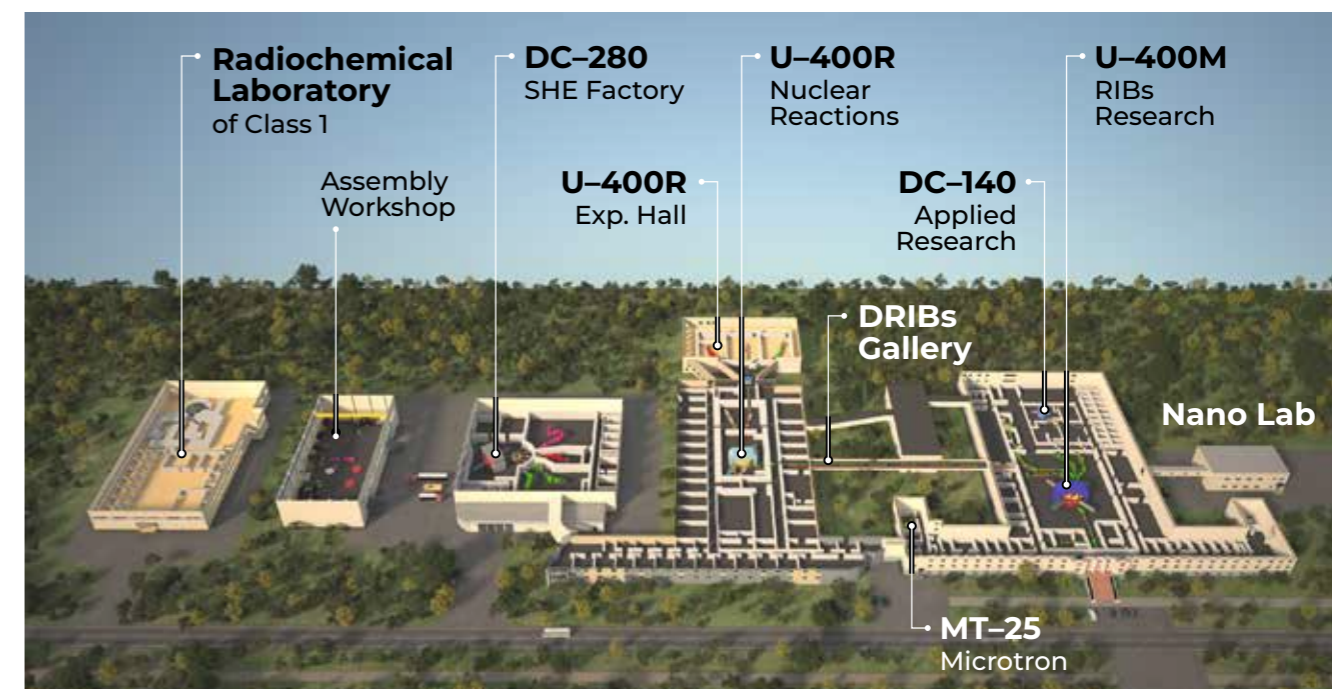 Radiochemical
Laboratory
of Class 1
DC–280
SHE Factory
U–400R
Nuclear
Reactions
U–400M
RIBs
Research
Assembly
Workshop
U–400R
Exp. Hall
DC–140
Applied
Research
DRIBs
Gallery
Nano Lab
MT–25
Microtron